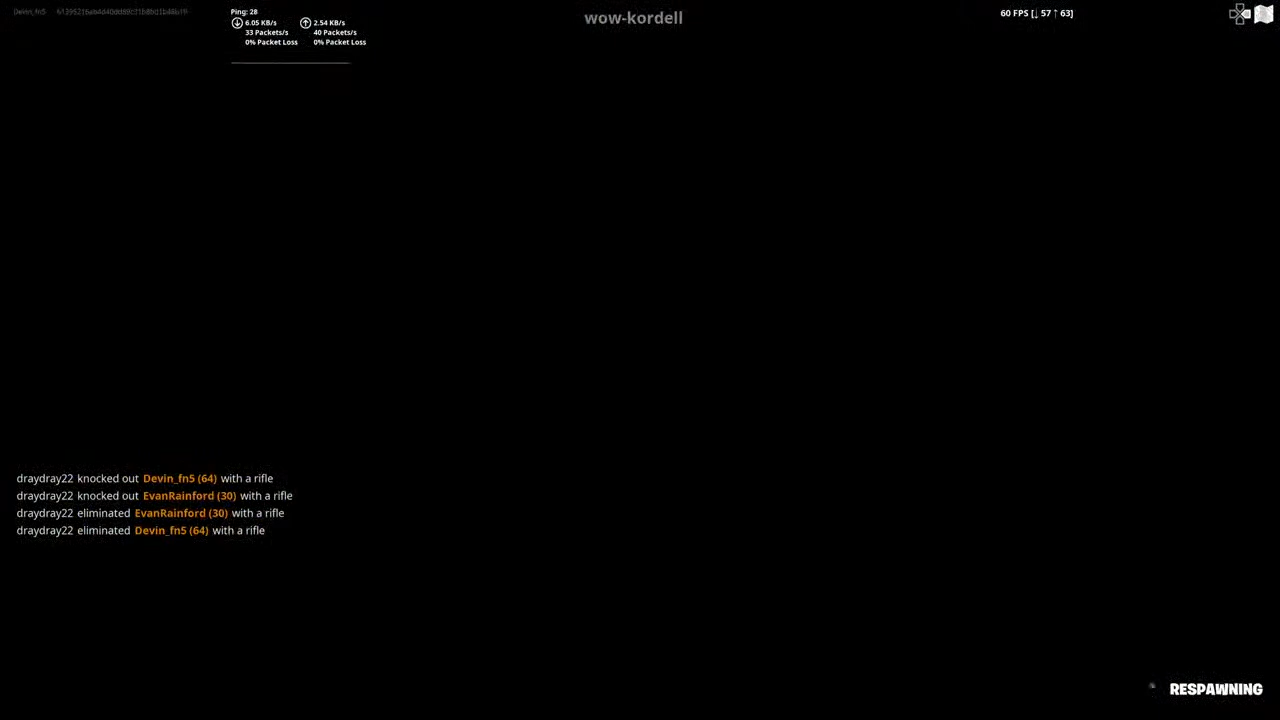 Devin_fn5
Ping: 28
6.05 KB/s 2.54 KB/s
33 Packets/s 40 Packets/s
0% Packet Loss 0% Packet Loss
wow-kordell
60 FPS [↓ 57 ↑ 63]
draydray22 knocked out Devin_fn5 (64) with a rifle
draydray22 knocked out EvanRainford (30) with a rifle
draydray22 eliminated EvanRainford (30) with a rifle
draydray22 eliminated Devin_fn5 (64) with a rifle
RESPAWNING